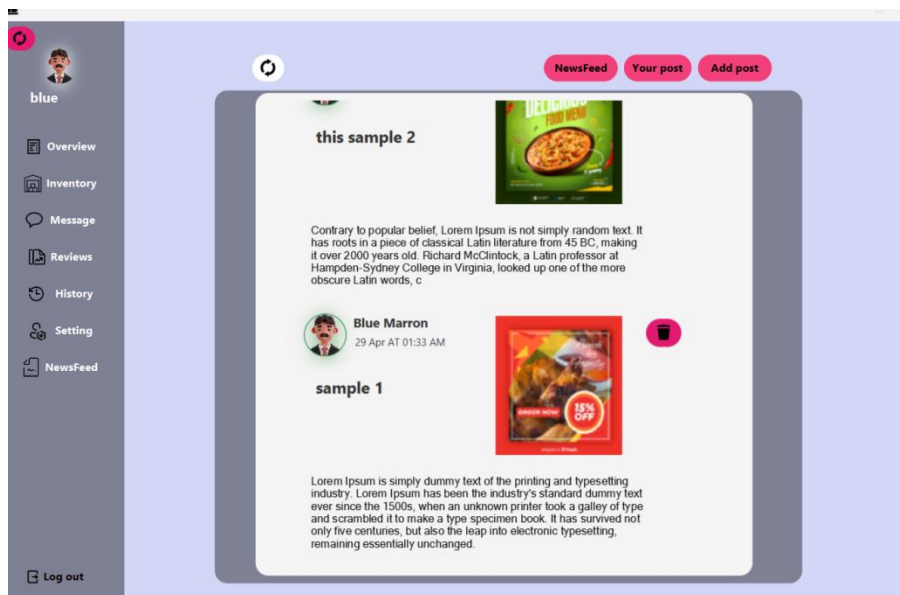 blue
Overview
Inventory
Message
Reviews
History
Setting
NewsFeed
Log out
NewsFeed
Your post
Add post
DELICIOUS
FOOD MENU
this sample 2
Contrary to popular belief, Lorem Ipsum is not simply random text. It
has roots in a piece of classical Latin literature from 45 BC, making
it over 2000 years old. Richard McClintock, a Latin professor at
Hampden-Sydney College in Virginia, looked up one of the more
obscure Latin words, c
Blue Marron
29 Apr AT 01:33 AM
sample 1
ORDER NOW
15%
OFF
Lorem Ipsum is simply dummy text of the printing and typesetting
industry. Lorem Ipsum has been the industry's standard dummy text
ever since the 1500s, when an unknown printer took a galley of type
and scrambled it to make a type specimen book. It has survived not
only five centuries, but also the leap into electronic typesetting,
remaining essentially unchanged.